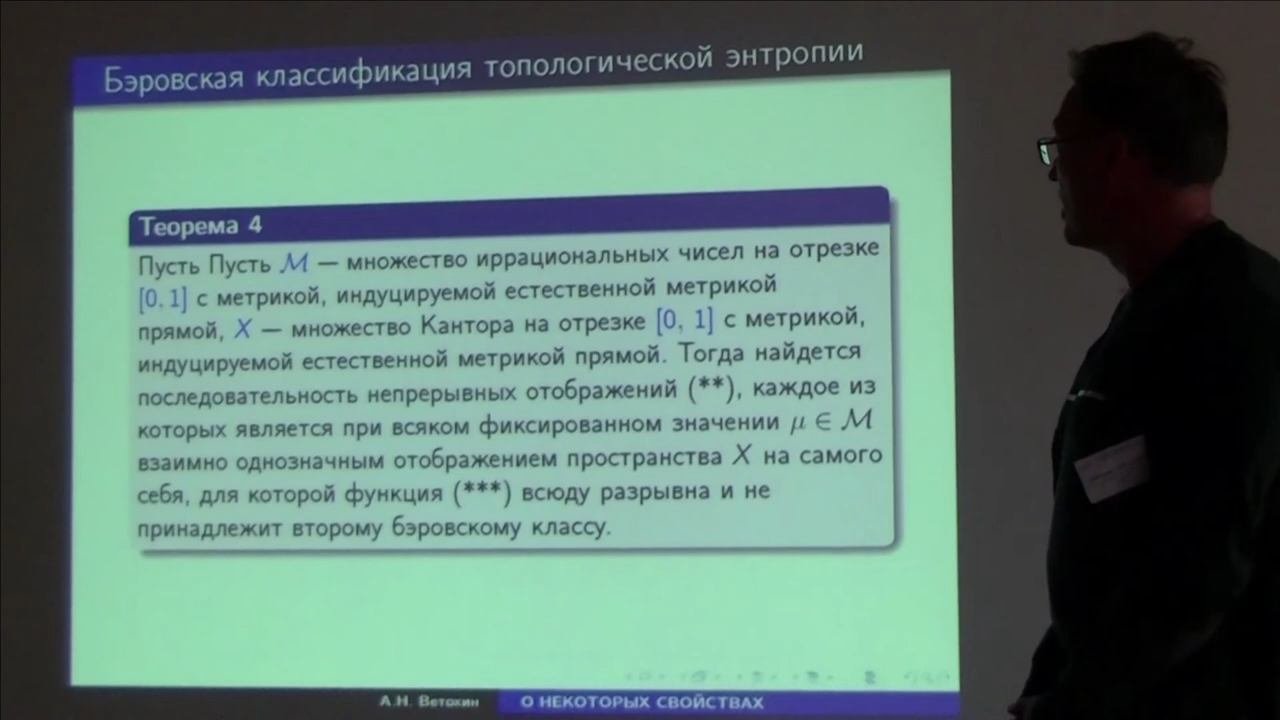 Бэровская классификация топологической энтропии
Теорема 4
Пусть Пусть ℳ — множество иррациональных чисел на отрезке
[0, 1] с метрикой, индуцируемой естественной метрикой
прямой, X — множество Кантора на отрезке [0, 1] с метрикой,
индуцируемой естественной метрикой прямой. Тогда найдется
последовательность непрерывных отображений (**), каждое из
которых является при всяком фиксированном значении μ ∈ ℳ
взаимно однозначным отображением пространства X на самого
себя, для которой функция (***) всюду разрывна и не
принадлежит второму бэровскому классу.
А.Н. Ветохин
О НЕКОТОРЫХ СВОЙСТВАХ